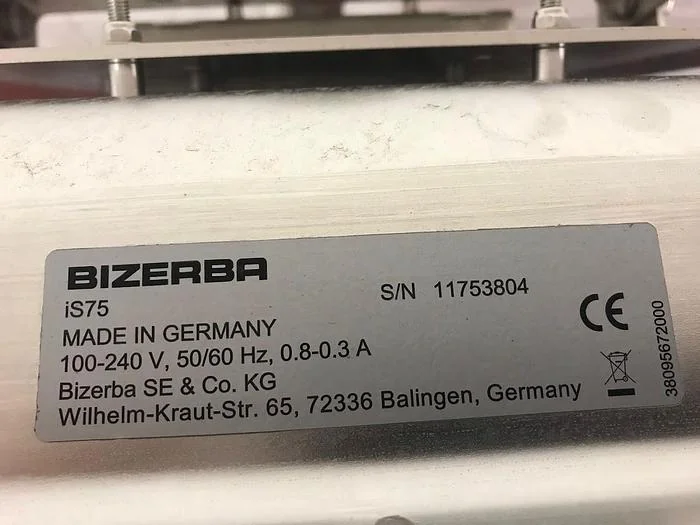 BIZERBA
iS75
S/N 11753804
MADE IN GERMANY
100-240 V, 50/60 Hz, 0.8-0.3 A
Bizerba SE & Co. KG
Wilhelm-Kraut-Str. 65, 72336 Balingen, Germany
CE
38095672000